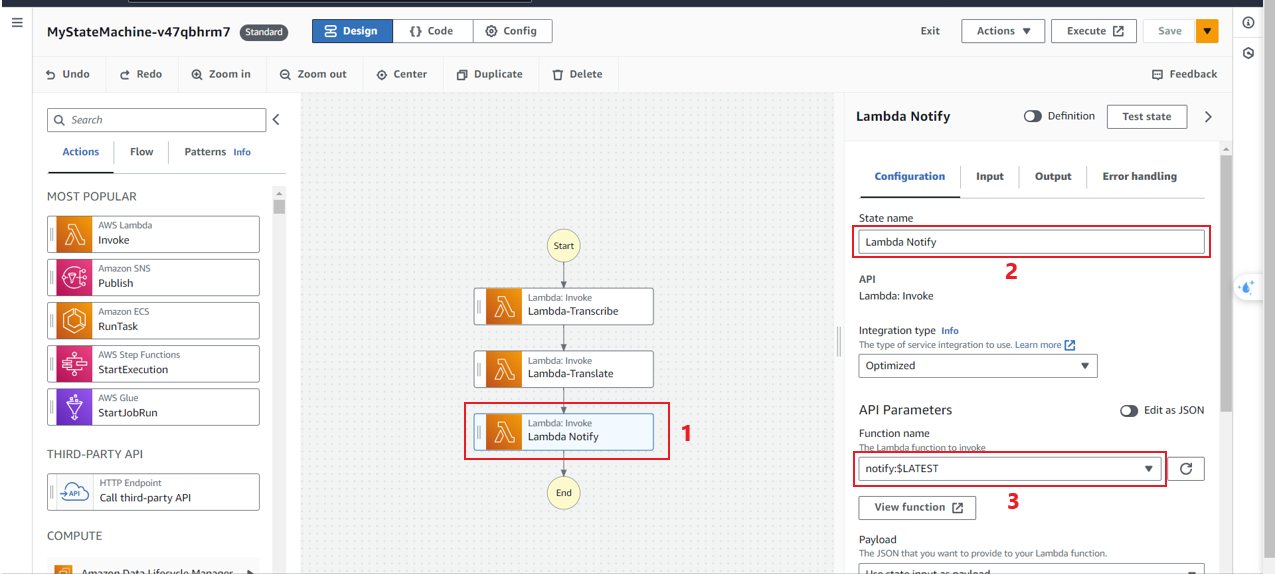 MyStateMachine-v47qbhrm7
Standard
Design
{} Code
Config
Exit
Actions
Execute
Save
Undo
Redo
Zoom in
Zoom out
Center
Duplicate
Delete
Feedback
Search
Actions
Flow
Patterns Info
MOST POPULAR
AWS Lambda
Invoke
Amazon SNS
Publish
Amazon ECS
RunTask
AWS Step Functions
StartExecution
AWS Glue
StartJobRun
THIRD-PARTY API
API
HTTP Endpoint
Call third-party API
COMPUTE
Amazon Data Lifecycle Manager
Start
Lambda: Invoke
Lambda-Transcribe
Lambda: Invoke
Lambda-Translate
Lambda: Invoke
Lambda Notify
1
End
Lambda Notify
Definition
Test state
Configuration
Input
Output
Error handling
State name
Lambda Notify
2
API
Lambda: Invoke
Integration type Info
The type of service integration to use. Learn more
Optimized
API Parameters
Edit as JSON
Function name
The Lambda function to invoke
notify:$LATEST
3
View function
Payload
The JSON that you want to provide to your Lambda function.
Use state input as payload